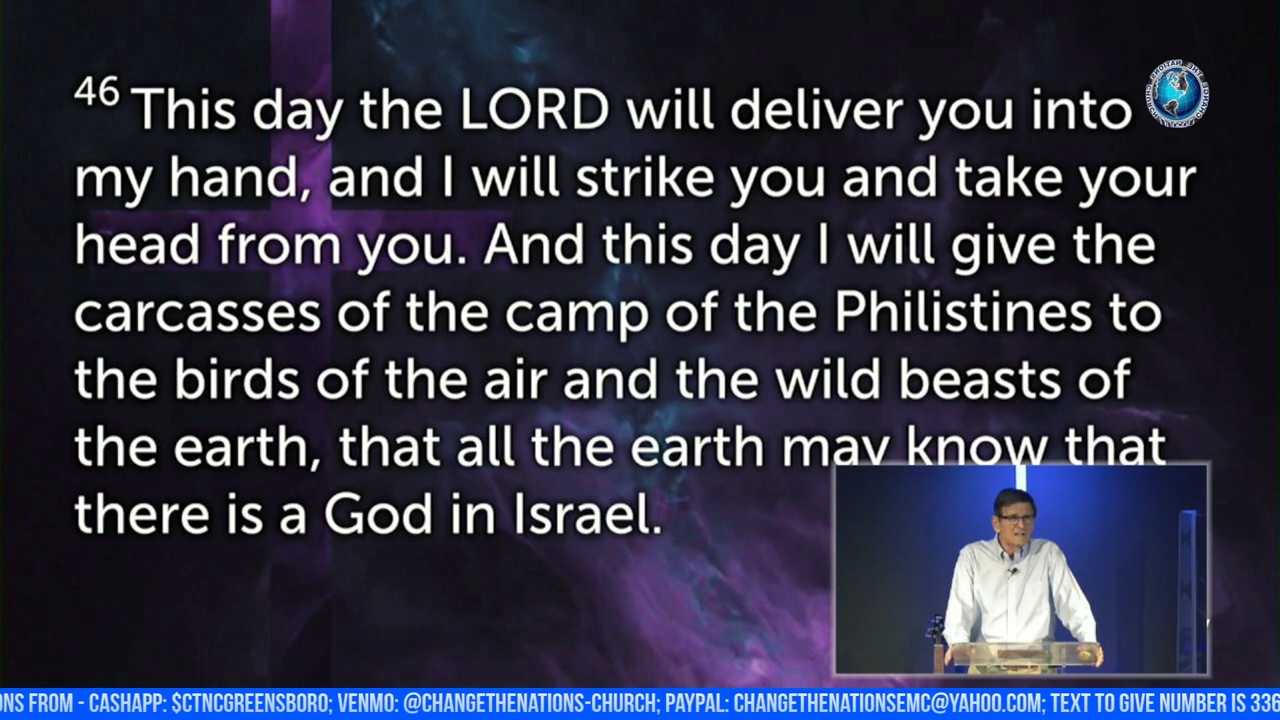 46 This day the LORD will deliver you into
my hand, and I will strike you and take your
head from you. And this day I will give the
carcasses of the camp of the Philistines to
the birds of the air and the wild beasts of
the earth, that all the earth may know that
there is a God in Israel.
ONS FROM - CASHAPP: $CTNCGREENSBORO; VENMO: @CHANGETHENATIONS-CHURCH; PAYPAL: CHANGETHENATIONSEMC@YAHOO.COM; TEXT TO GIVE NUMBER IS 336